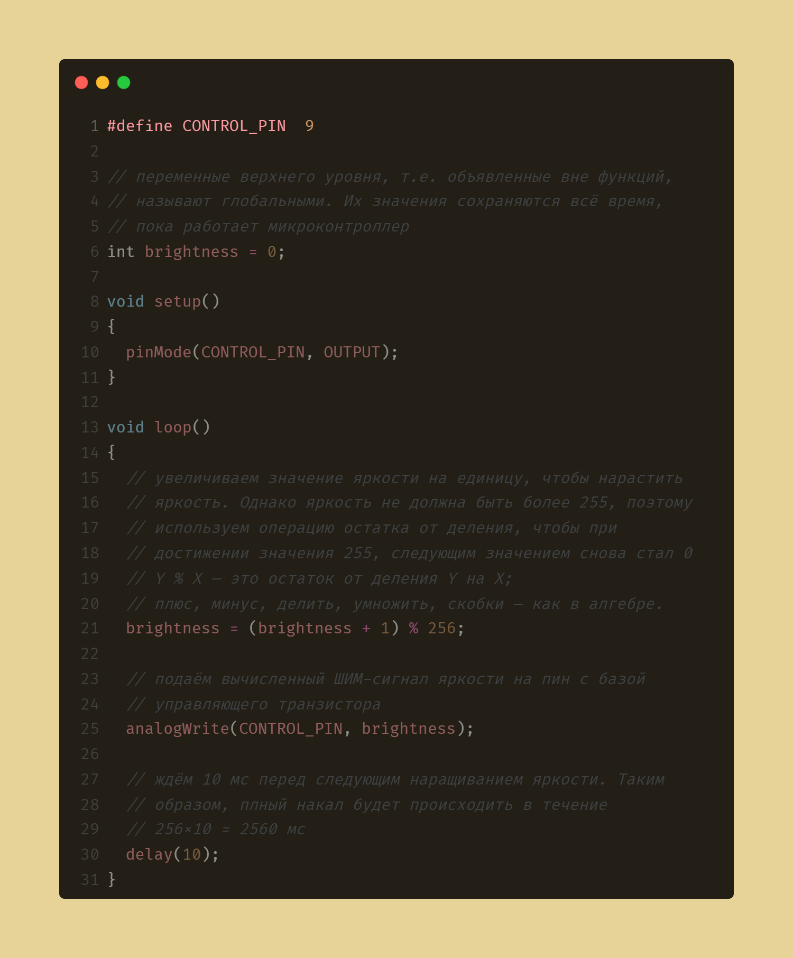 1 #define CONTROL_PIN  9
2
3 // переменные верхнего уровня, т.е. объявленные вне функций,
4 // называют глобальными. Их значения сохраняются всё время,
5 // пока работает микроконтроллер
6 int brightness = 0;
7
8 void setup()
9 {
10   pinMode(CONTROL_PIN, OUTPUT);
11 }
12
13 void loop()
14 {
15   // увеличиваем значение яркости на единицу, чтобы нарастить
16   // яркость. Однако яркость не должна быть более 255, поэтому
17   // используем операцию остатка от деления, чтобы при
18   // достижении значения 255, следующим значением снова стал 0
19   // Y % X — это остаток от деления Y на X;
20   // плюс, минус, делить, умножить, скобки — как в алгебре.
21   brightness = (brightness + 1) % 256;
22
23   // подаём вычисленный ШИМ-сигнал яркости на пин с базой
24   // управляющего транзистора
25   analogWrite(CONTROL_PIN, brightness);
26
27   // ждём 10 мс перед следующим наращиванием яркости. Таким
28   // образом, плный накал будет происходить в течение
29   // 256×10 = 2560 мс
30   delay(10);
31 }